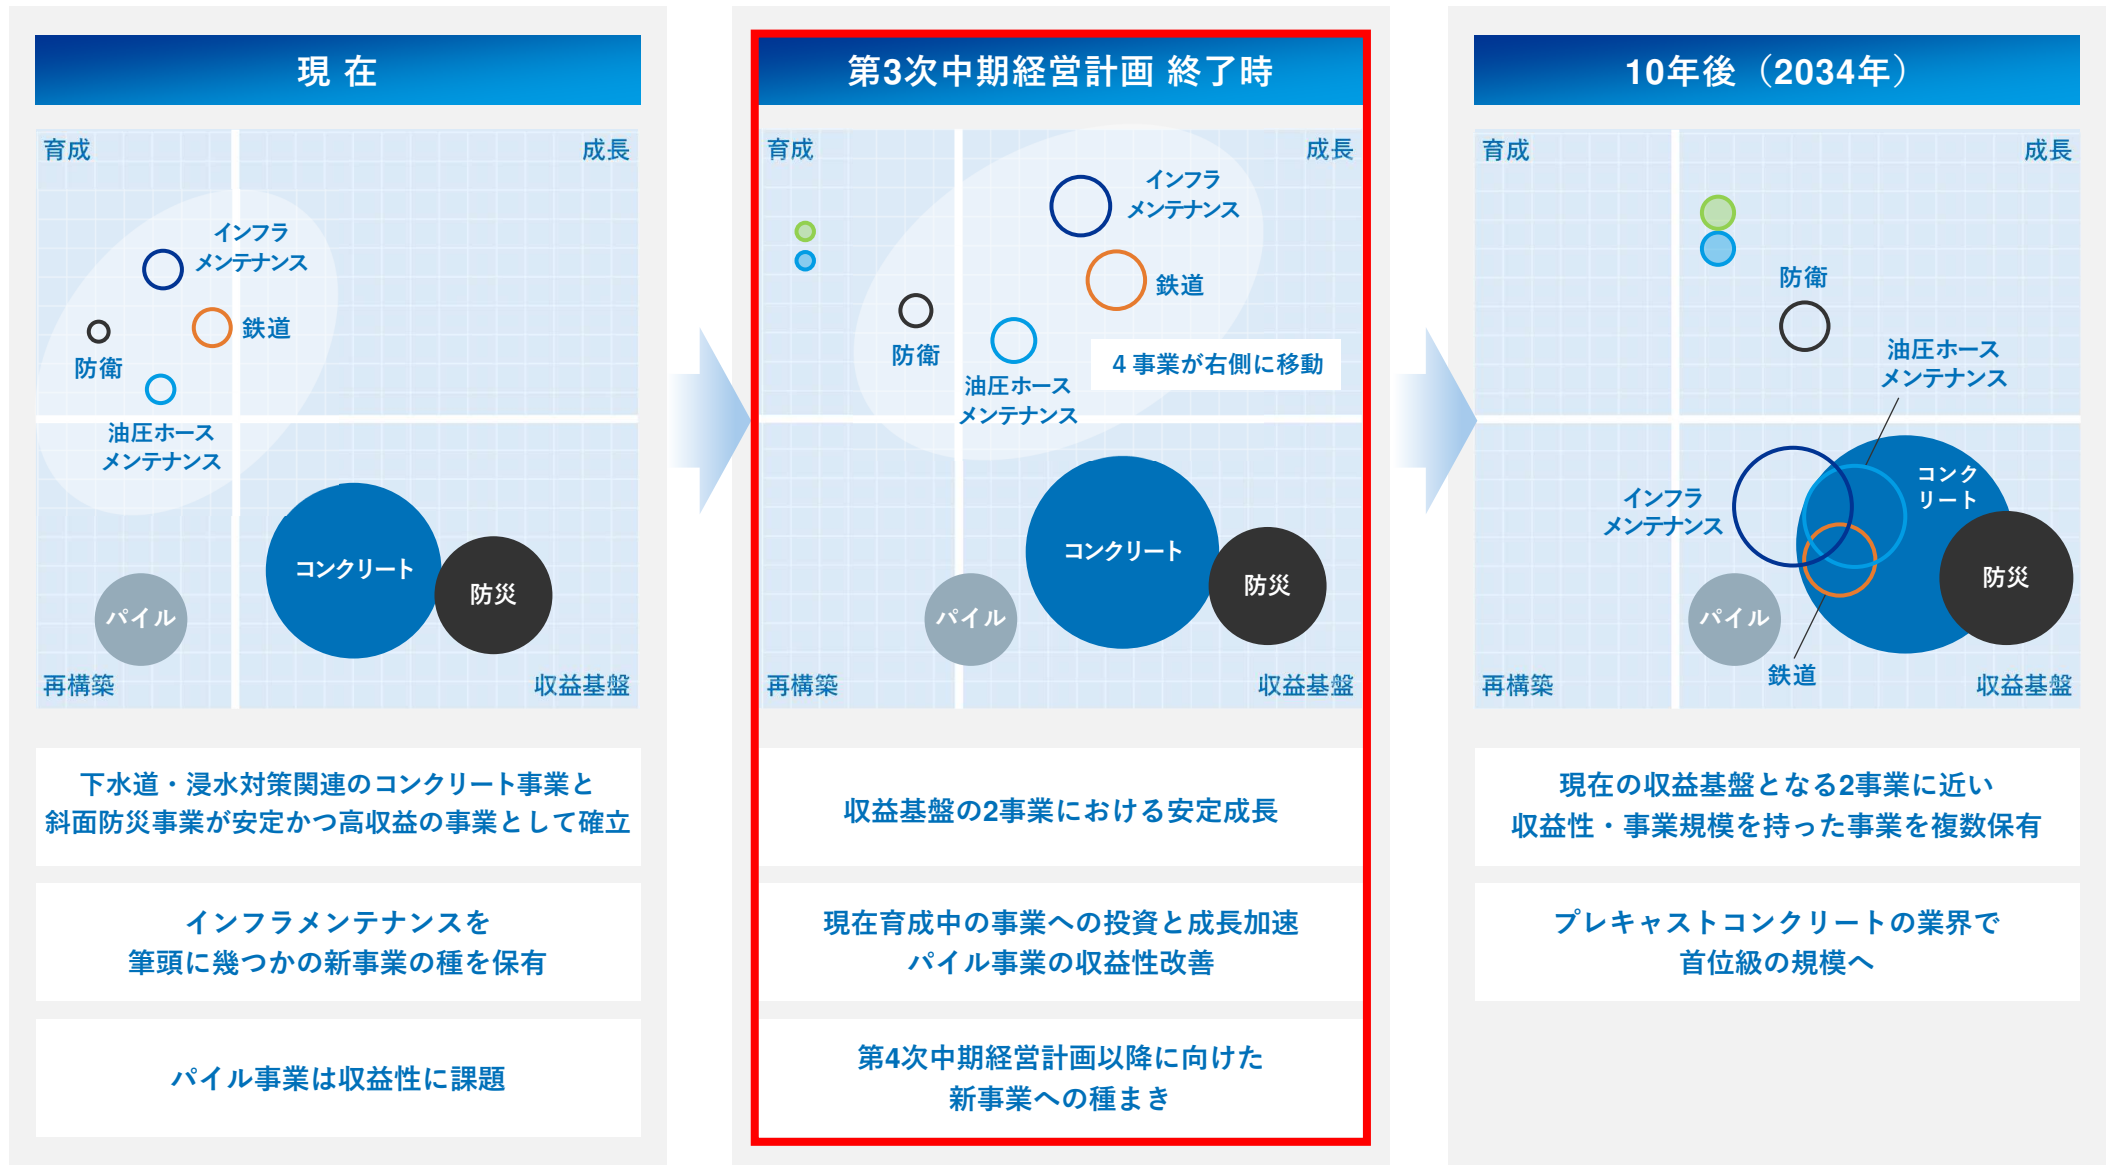 現 在
育成
成長
インフラ
メンテナンス
鉄道
防衛
油圧ホース
メンテナンス
コンクリート
防災
パイル
再構築
収益基盤
下水道・浸水対策関連のコンクリート事業と
斜面防災事業が安定かつ高収益の事業として確立
インフラメンテナンスを
筆頭に幾つかの新事業の種を保有
パイル事業は収益性に課題
第3次中期経営計画 終了時
育成
成長
インフラ
メンテナンス
鉄道
防衛
4 事業が右側に移動
油圧ホース
メンテナンス
コンクリート
防災
パイル
再構築
収益基盤
収益基盤の2事業における安定成長
現在育成中の事業への投資と成長加速
パイル事業の収益性改善
第4次中期経営計画以降に向けた
新事業への種まき
10年後（2034年）
育成
成長
防衛
油圧ホース
メンテナンス
コンク
リート
インフラ
メンテナンス
防災
パイル
鉄道
再構築
収益基盤
現在の収益基盤となる2事業に近い
収益性・事業規模を持った事業を複数保有
プレキャストコンクリートの業界で
首位級の規模へ